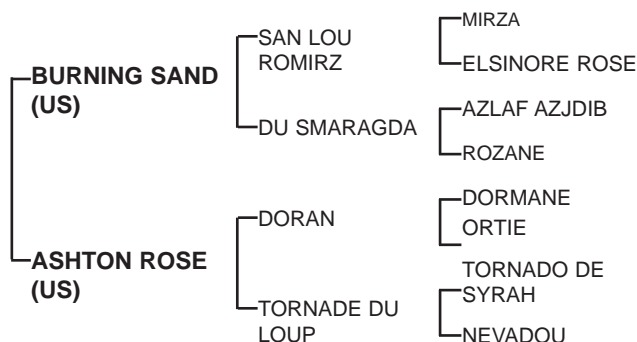 BURNING SAND
(US)
SAN LOU
ROMIRZ
MIRZA
ELSINORE ROSE
DU SMARAGDA
AZLAF AZJDIB
ROZANE
ASHTON ROSE
(US)
DORAN
DORMANE
ORTIE
TORNADE DU
LOUP
TORNADO DE
SYRAH
NEVADOU